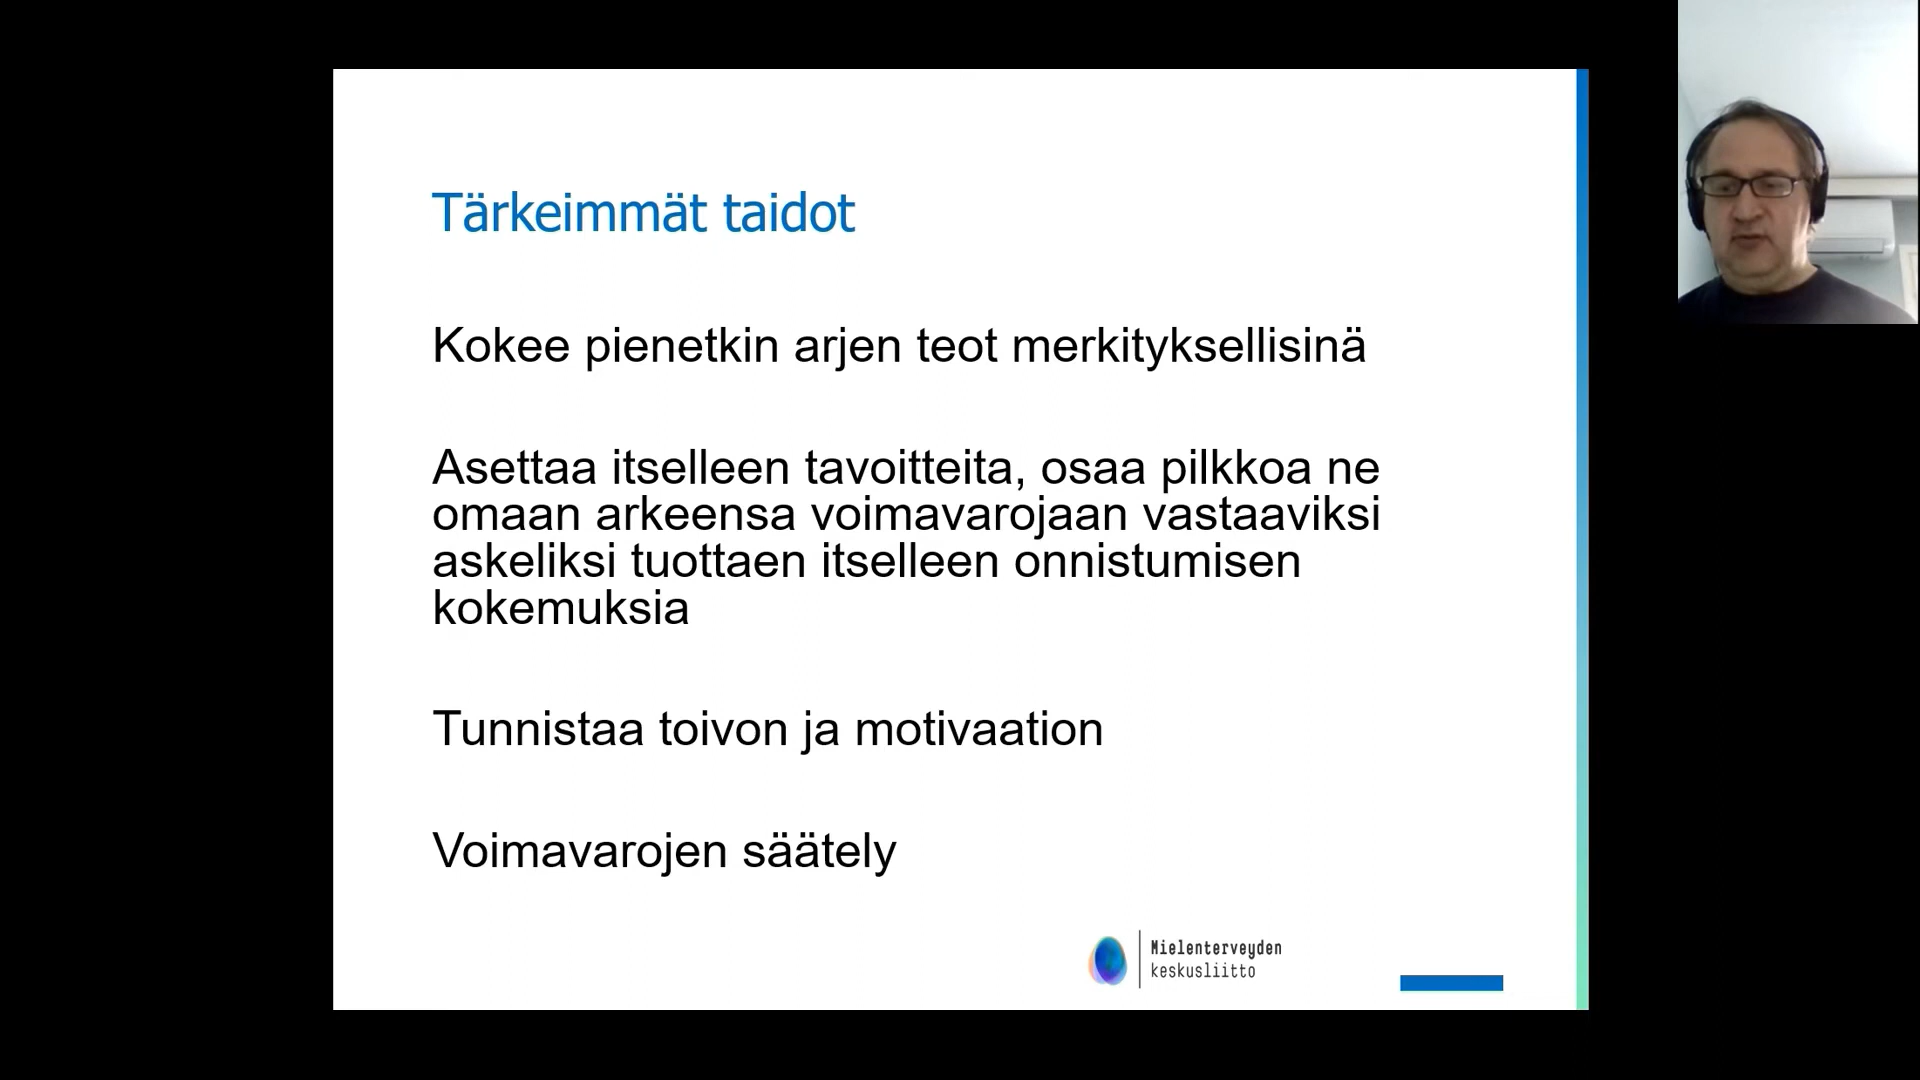 Tärkeimmät taidot
Kokee pienetkin arjen teot merkityksellisinä
Asettaa itselleen tavoitteita, osaa pilkkoa ne
omaan arkeensa voimavarojaan vastaaviksi
askeliksi tuottaen itselleen onnistumisen
kokemuksia
Tunnistaa toivon ja motivaation
Voimavarojen säätely
Mielenterveyden
keskusliitto